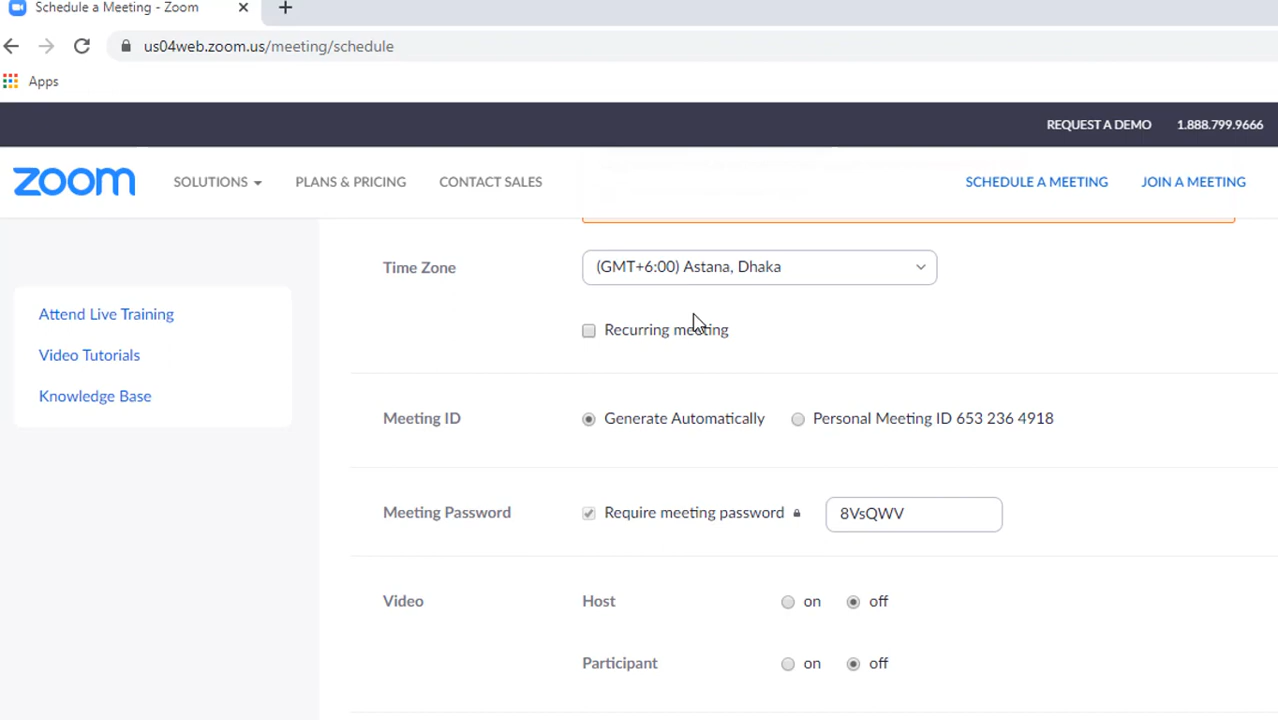 Schedule a Meeting - Zoom
us04web.zoom.us/meeting/schedule
Apps
REQUEST A DEMO 1.888.799.9666
zoom SOLUTIONS PLANS & PRICING CONTACT SALES SCHEDULE A MEETING JOIN A MEETING
Time Zone (GMT+6:00) Astana, Dhaka
Attend Live Training
Recurring meeting
Video Tutorials
Knowledge Base
Meeting ID Generate Automatically Personal Meeting ID 653 236 4918
Meeting Password Require meeting password 8VsQWV
Video Host on off
Participant on off